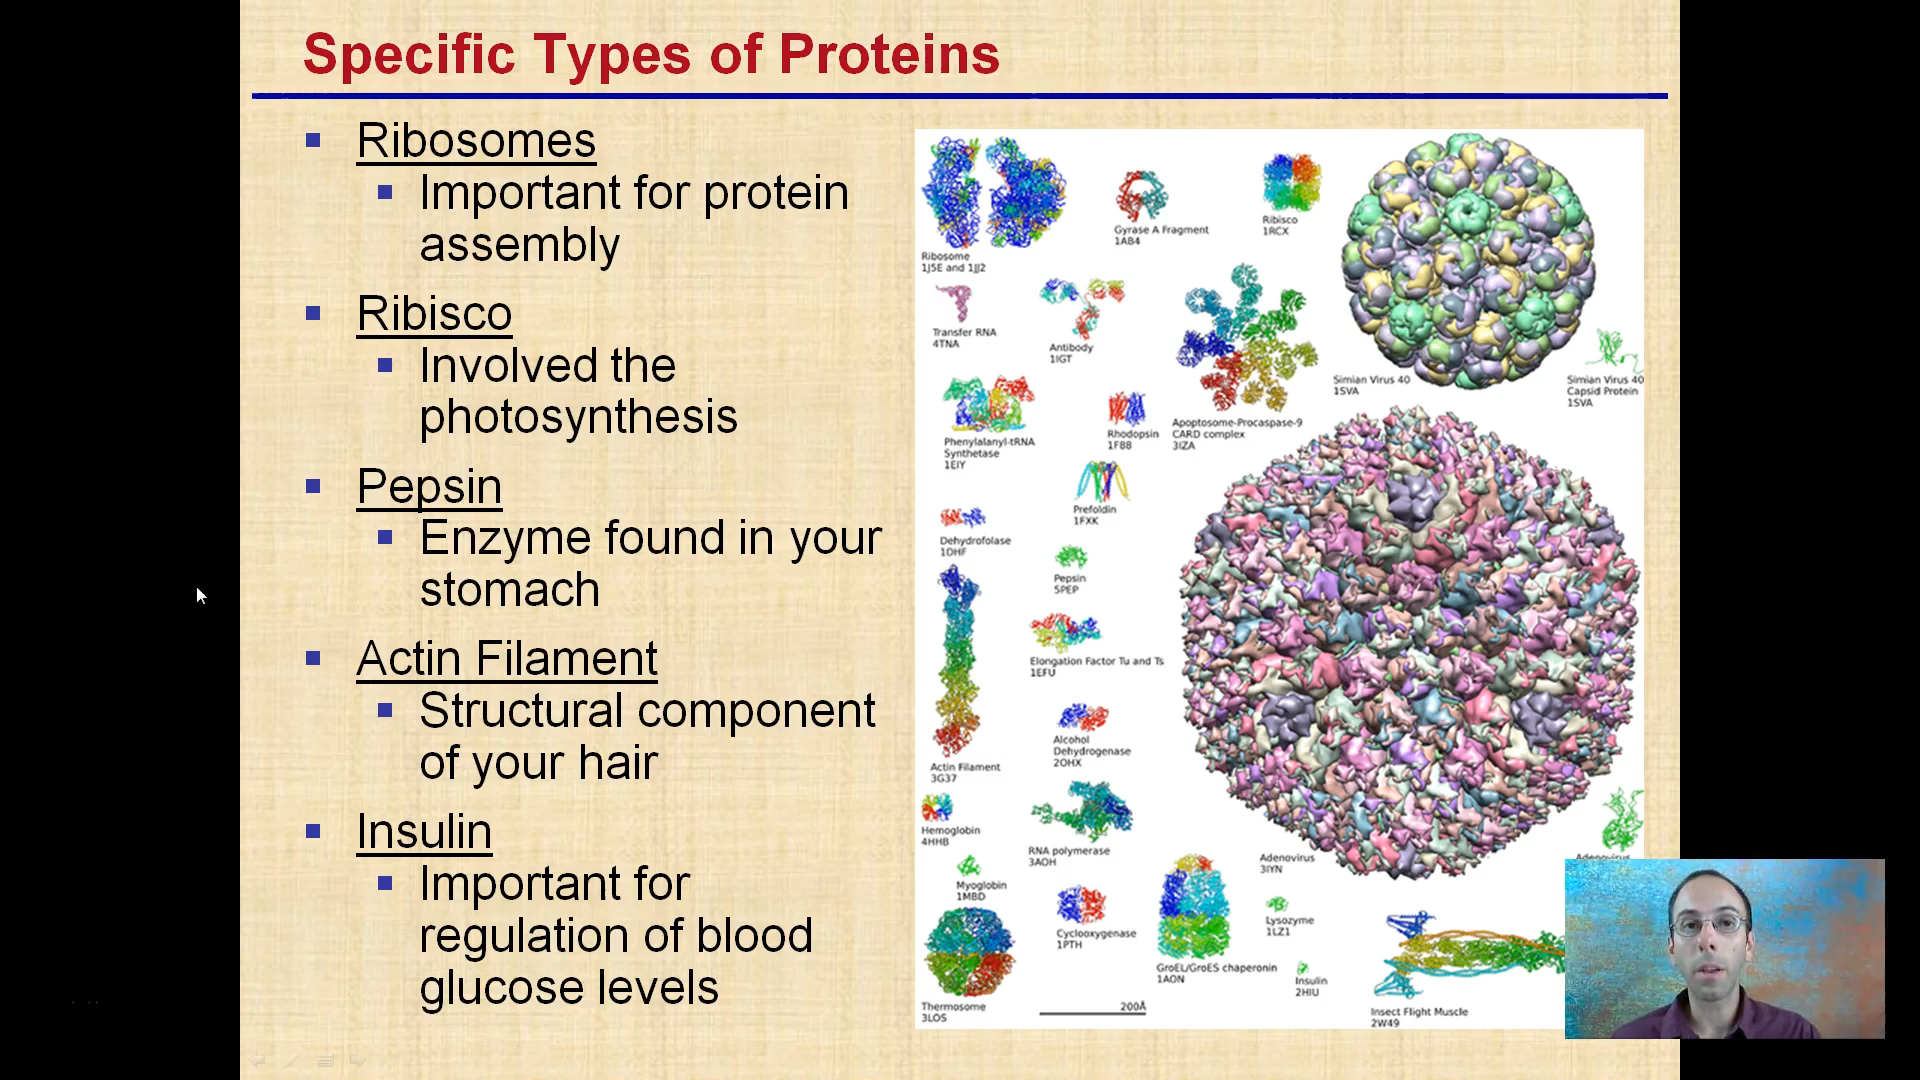 Specific Types of Proteins
Ribosomes
Important for protein
assembly
Ribisco
Involved the
photosynthesis
Pepsin
Enzyme found in your
stomach
Actin Filament
Structural component
of your hair
Insulin
Important for
regulation of blood
glucose levels
Ribosome
1J5E and 1JJ2
Gyrase A Fragment
1AB4
Ribisco
1RCX
Transfer RNA
4TNA
Antibody
1IGT
Simian Virus 40
1SVA
Simian Virus 40
Capsid Protein
1SVA
Phenylalanyl-tRNA
Synthetase
1EIY
Rhodopsin
1F88
Apoptosome-Procaspase-9
CARD complex
3IZA
Prefoldin
1FXK
Dehydrofolase
1DHF
Pepsin
5PEP
Elongation Factor Tu and Ts
1EFU
Alcohol
Dehydrogenase
2OHX
Actin Filament
3G37
Hemoglobin
4HHB
RNA polymerase
3AOH
Adenovirus
3IYN
Adenovirus
Myoglobin
1MBD
Cyclooxygenase
1PTH
Lysozyme
1LZ1
GroEL/GroES chaperonin
1AON
Insulin
2HIU
Thermosome
3LOS
200Å
Insect Flight Muscle
2W49